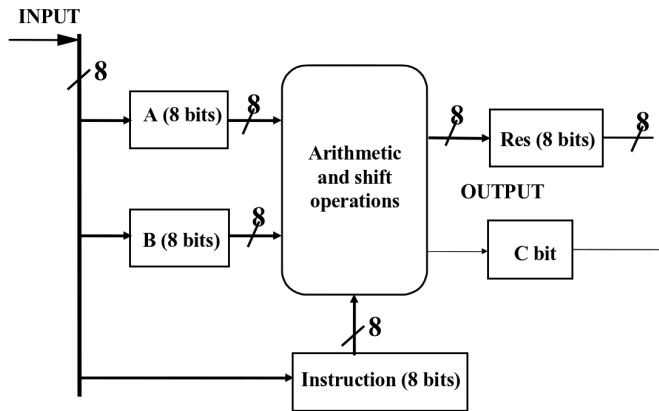 INPUT
8
A (8 bits)
8
B (8 bits)
8
Arithmetic
and shift
operations
8
Res (8 bits)
8
OUTPUT
C bit
8
Instruction (8 bits)